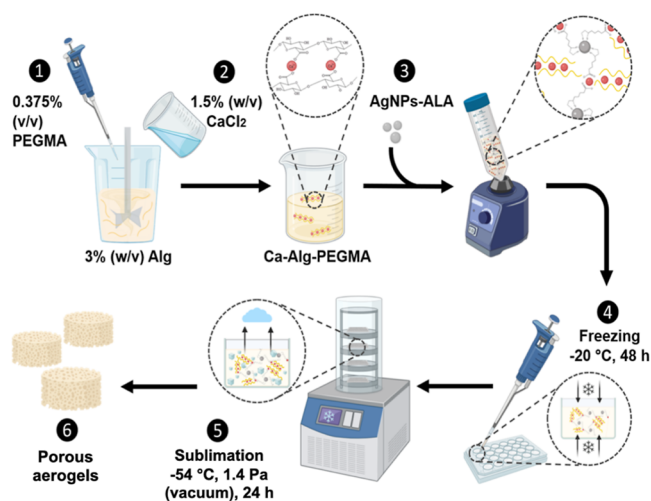 1
0.375%
(v/v)
PEGMA
3% (w/v) Alg
2
1.5% (w/v)
CaCl2
Ca-Alg-PEGMA
3
AgNPs-ALA
4
Freezing
-20 °C, 48 h
5
Sublimation
-54 °C, 1.4 Pa
(vacuum), 24 h
6
Porous
aerogels